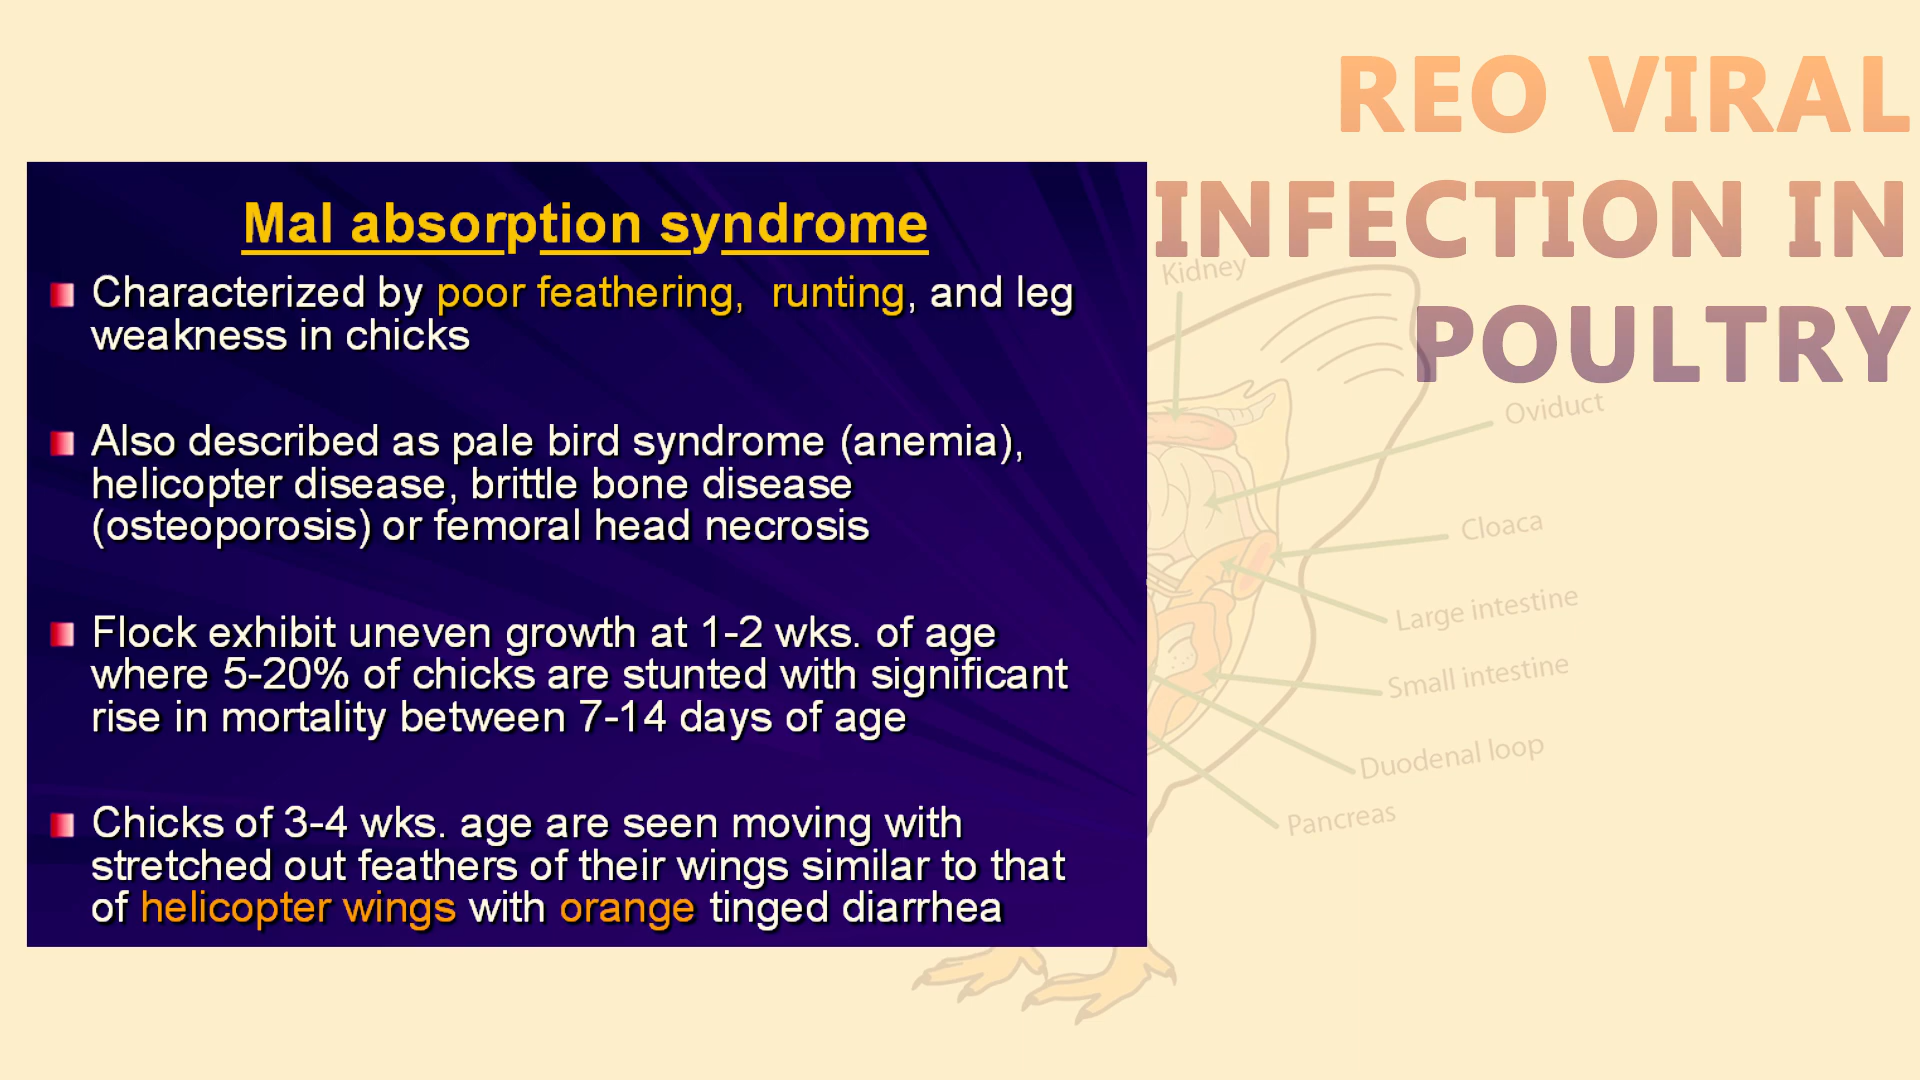 REO VIRAL
INFECTION IN
POULTRY
Mal absorption syndrome
Characterized by poor feathering, runting, and leg
weakness in chicks
Also described as pale bird syndrome (anemia),
helicopter disease, brittle bone disease
(osteoporosis) or femoral head necrosis
Flock exhibit uneven growth at 1-2 wks. of age
where 5-20% of chicks are stunted with significant
rise in mortality between 7-14 days of age
Chicks of 3-4 wks. age are seen moving with
stretched out feathers of their wings similar to that
of helicopter wings with orange tinged diarrhea
Kidney
Oviduct
Cloaca
Large intestine
Small intestine
Duodenal loop
Pancreas